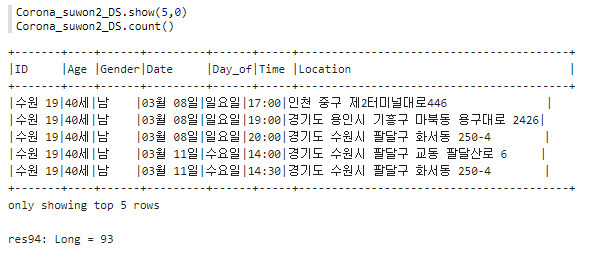 Corona_suwon2_DS.show(5,0)
Corona_suwon2_DS.count()
+-------+----+------+-------+------+-----+---------------------------------------+
|ID     |Age |Gender|Date   |Day_of|Time |Location                               |
+-------+----+------+-------+------+-----+---------------------------------------+
|수원 19|40세|남    |03월 08일|일요일|17:00|인천 중구 제2터미널대로446              |
|수원 19|40세|남    |03월 08일|일요일|19:00|경기도 용인시 기흥구 마북동 용구대로 2426|
|수원 19|40세|남    |03월 08일|일요일|20:00|경기도 수원시 팔달구 화서동 250-4        |
|수원 19|40세|남    |03월 11일|수요일|14:00|경기도 수원시 팔달구 교동 팔달산로 6     |
|수원 19|40세|남    |03월 11일|수요일|14:30|경기도 수원시 팔달구 화서동 250-4        |
+-------+----+------+-------+------+-----+---------------------------------------+
only showing top 5 rows
res94: Long = 93